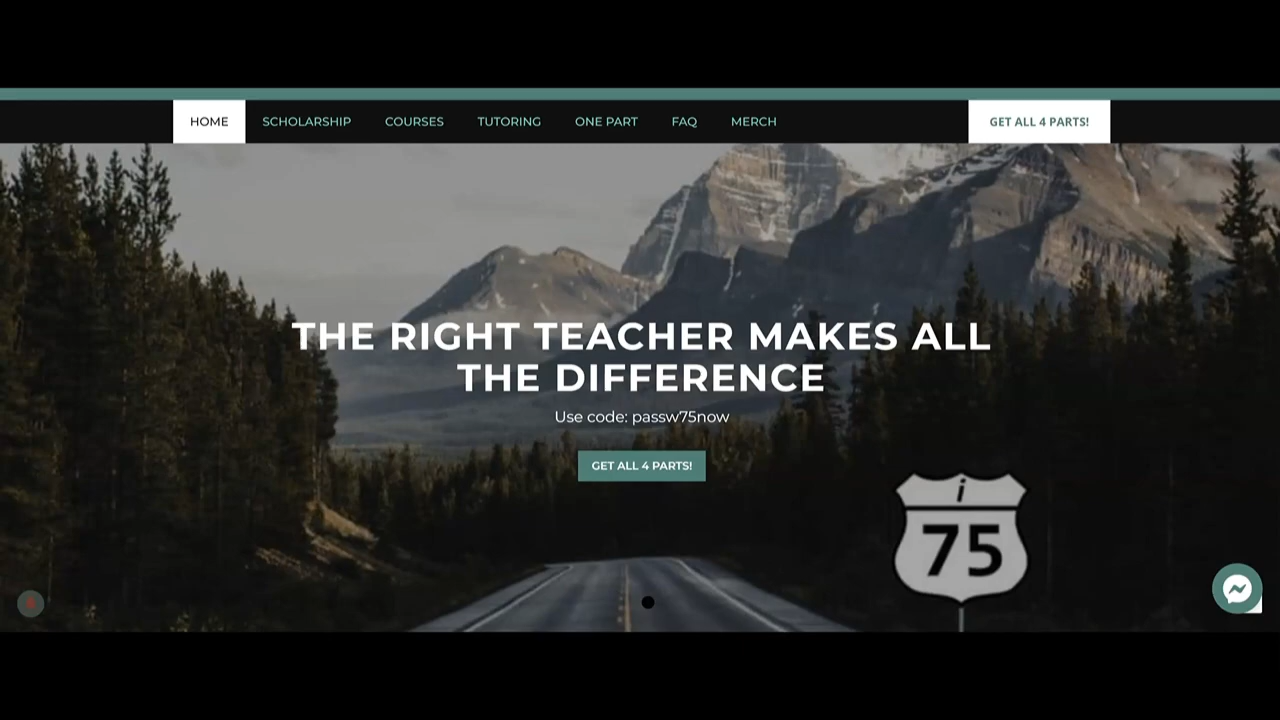 HOME SCHOLARSHIP COURSES TUTORING ONE PART FAQ MERCH GET ALL 4 PARTS!
THE RIGHT TEACHER MAKES ALL
THE DIFFERENCE
Use code: passw75now
GET ALL 4 PARTS!
i
75